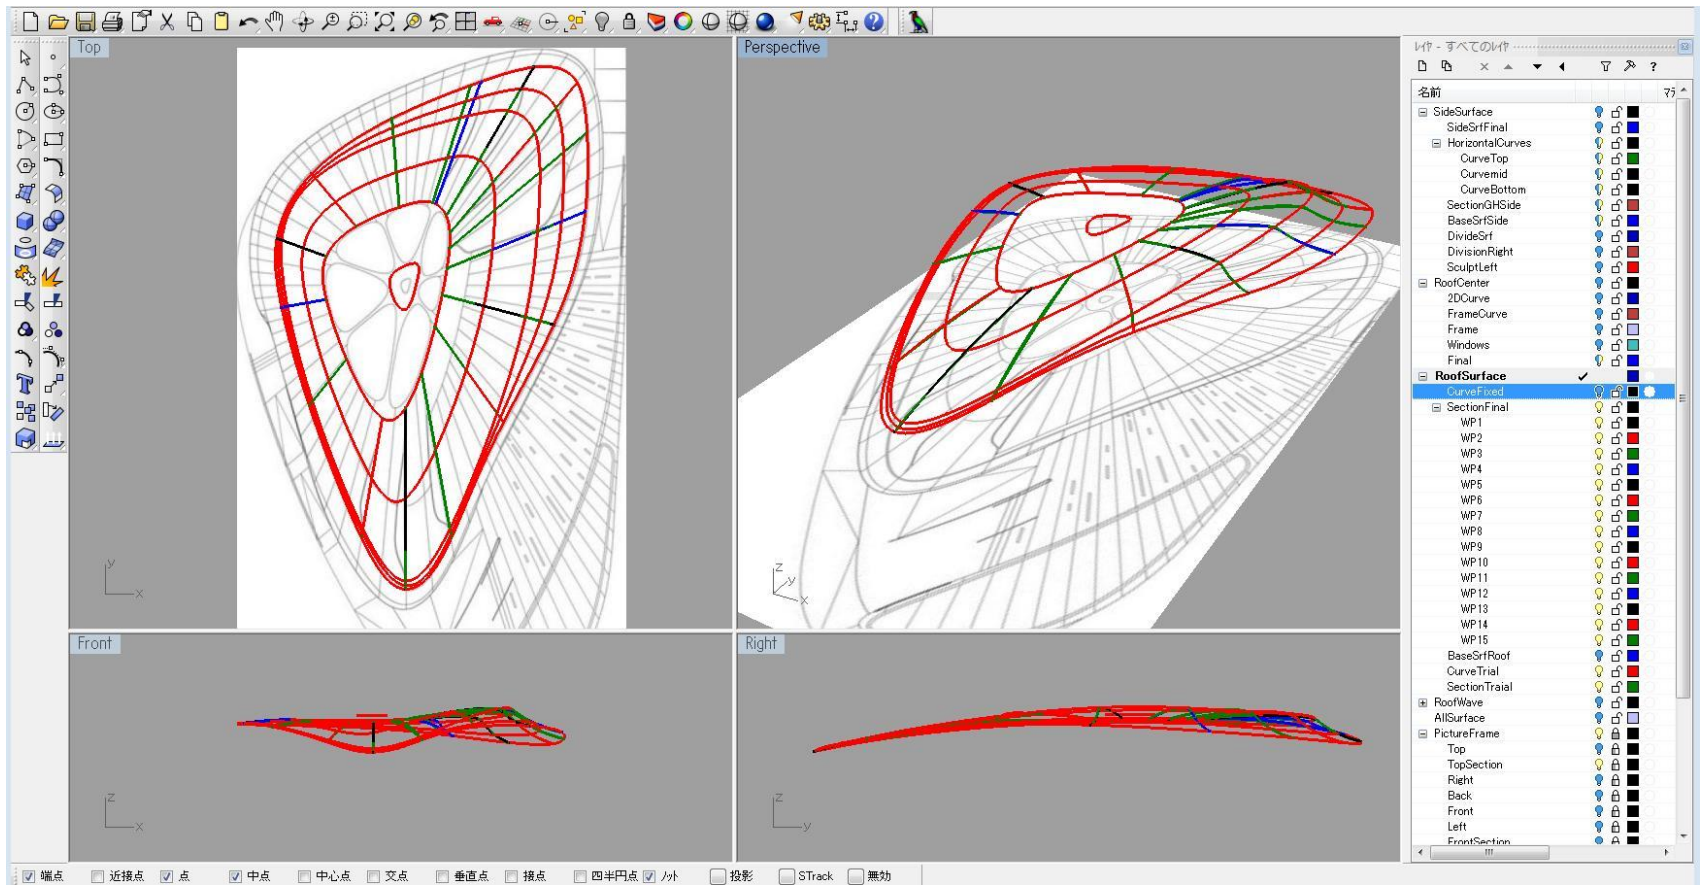 Top
Perspective
Front
Right
y
x
z
y
x
z
x
z
y
レイヤ - すべてのレイヤ
?
名前
マテ
SideSurface
SideSrfFinal
HorizontalCurves
CurveTop
Curvemid
CurveBottom
SectionGHSide
BaseSrfSide
DivideSrf
DivisionRight
SculptLeft
RoofCenter
2DCurve
FrameCurve
Frame
Windows
Final
RoofSurface
CurveFixed
SectionFinal
WP1
WP2
WP3
WP4
WP5
WP6
WP7
WP8
WP9
WP10
WP11
WP12
WP13
WP14
WP15
BaseSrfRoof
CurveTrial
SectionTraial
RoofWave
AllSurface
PictureFrame
Top
TopSection
Right
Back
Front
Left
FrontSection
端点 近接点 点 中点 中心点 交点 垂直点 接点 四半円点 ノット 投影 STrack 無効